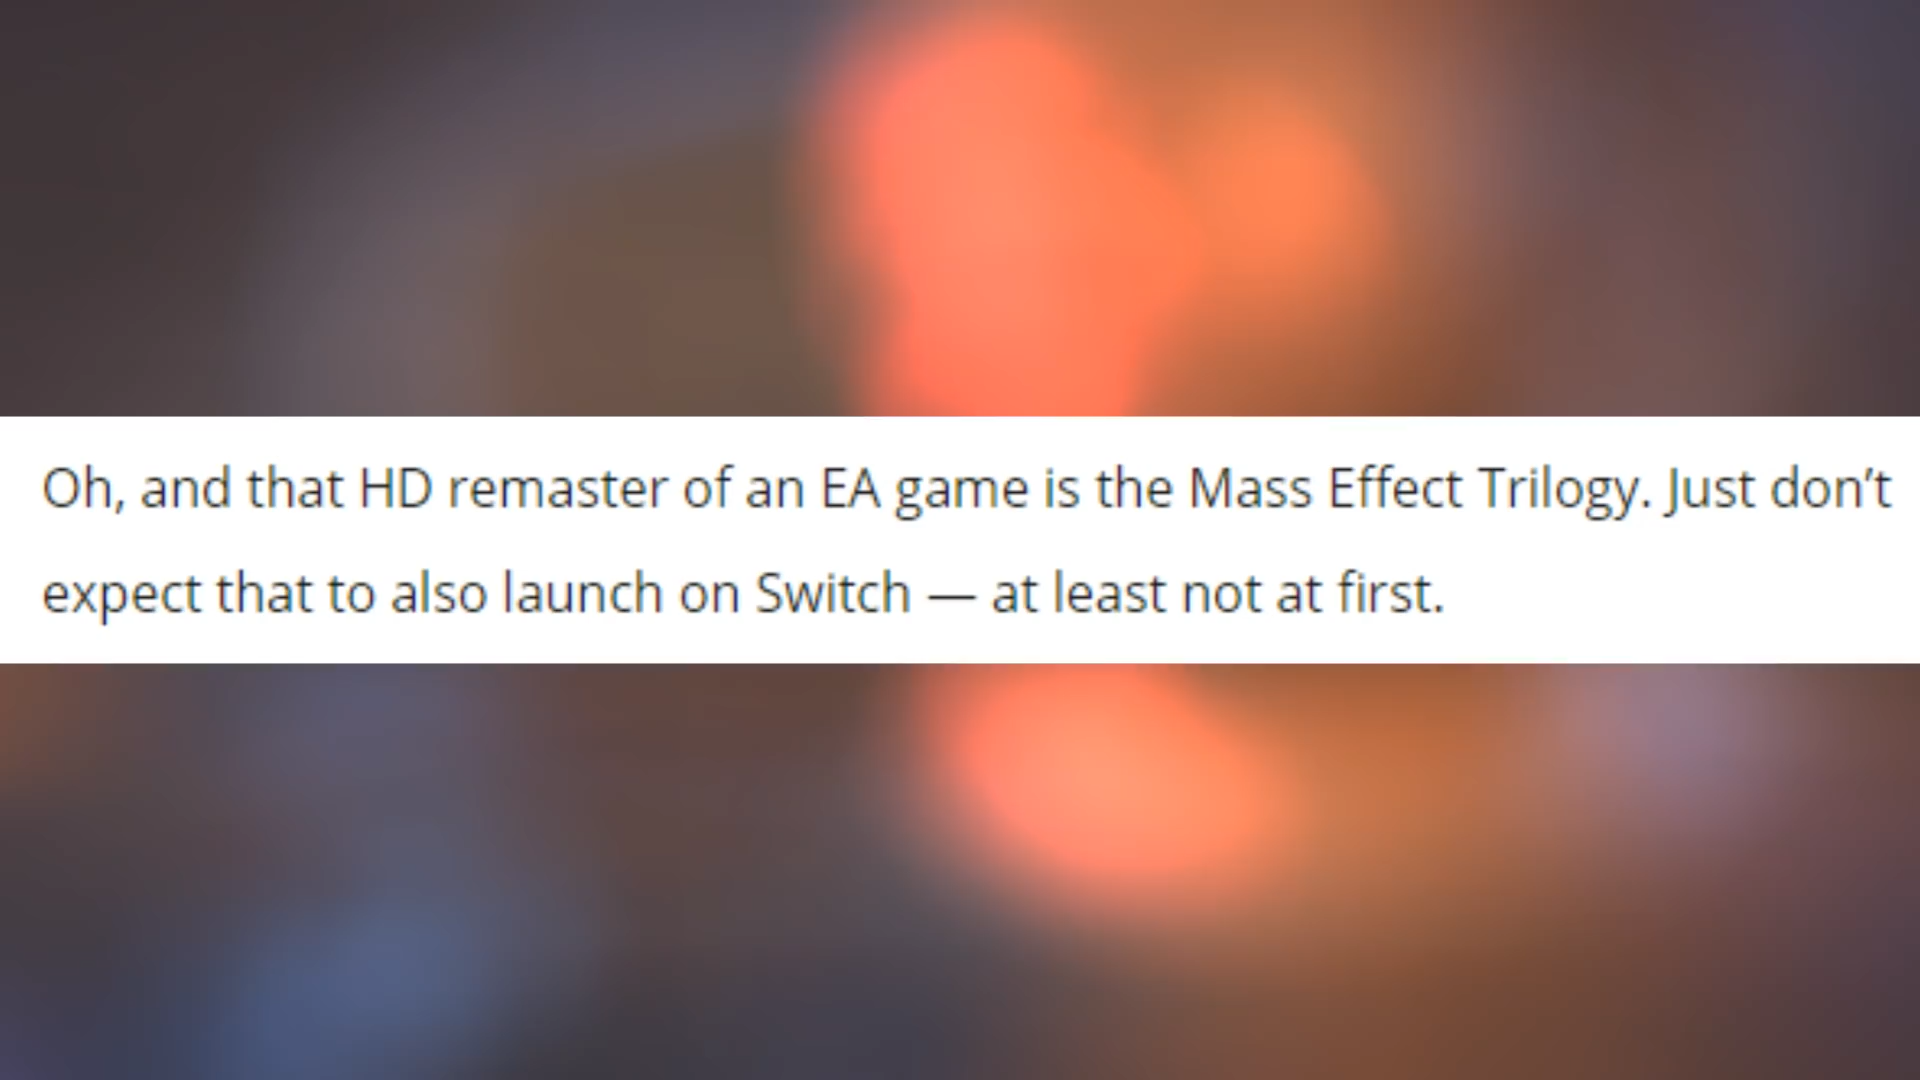 Oh, and that HD remaster of an EA game is the Mass Effect Trilogy. Just don’t
expect that to also launch on Switch — at least not at first.